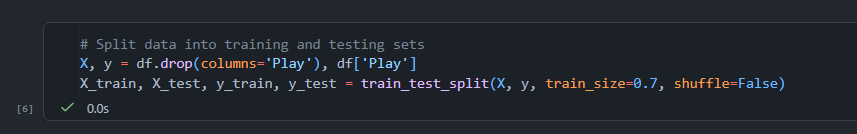 # Split data into training and testing sets
X, y = df.drop(columns='Play'), df['Play']
X_train, X_test, y_train, y_test = train_test_split(X, y, train_size=0.7, shuffle=False)
[6] 0.0s